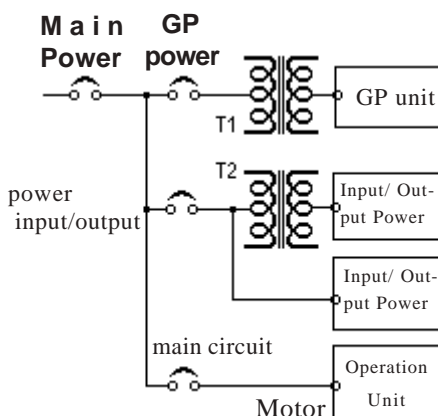 Main
Power
GP
power
T1
GP unit
T2
power
input/output
Input/ Out-
put Power
Input/ Out-
put Power
main circuit
Operation
Unit
Motor